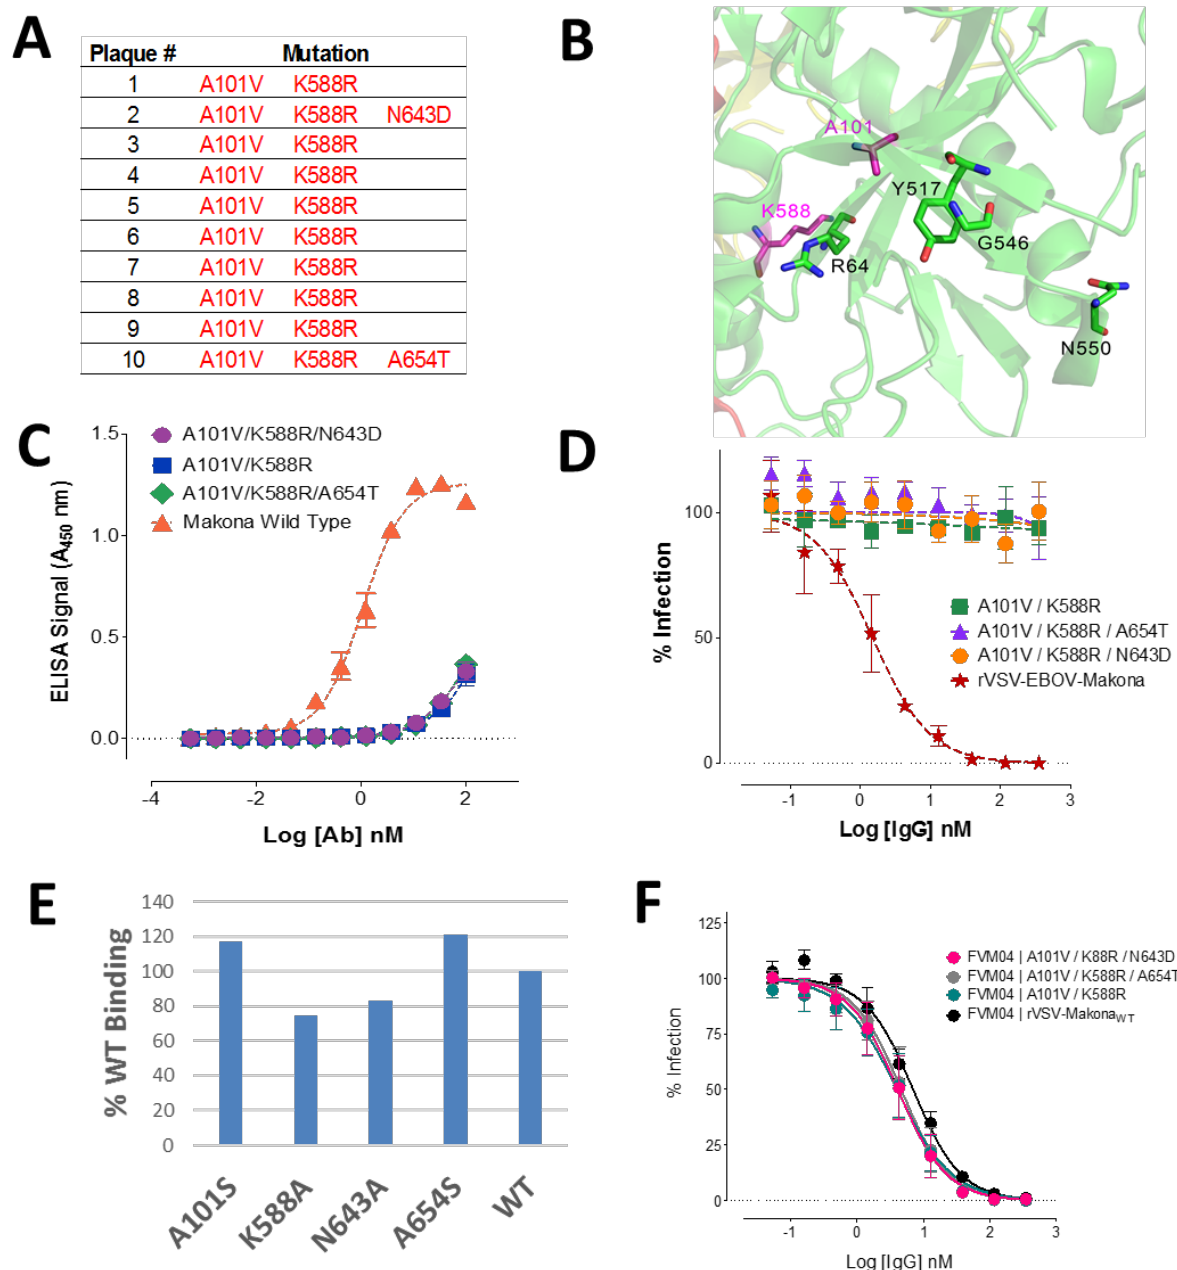 A
Plaque # Mutation
1 A101V K588R
2 A101V K588R N643D
3 A101V K588R
4 A101V K588R
5 A101V K588R
6 A101V K588R
7 A101V K588R
8 A101V K588R
9 A101V K588R
10 A101V K588R A654T
B
A101
Y517
K588
G546
R64
N550
C
A101V/K588R/N643D
A101V/K588R
A101V/K588R/A654T
Makona Wild Type
ELISA Signal (A450 nm)
1.5
1.0
0.5
0.0
-4 -2 0 2
Log [Ab] nM
D
% Infection
100
50
0
A101V / K588R
A101V / K588R / A654T
A101V / K588R / N643D
rVSV-EBOV-Makona
-1 0 1 2 3
Log [IgG] nM
E
% WT Binding
140
120
100
80
60
40
20
0
A101S K588A N643A A654S WT
F
% Infection
125
100
75
50
25
0
FVM04 | A101V / K88R / N643D
FVM04 | A101V / K588R / A654T
FVM04 | A101V / K588R
FVM04 | rVSV-MakonaWT
-1 0 1 2 3
Log [IgG] nM